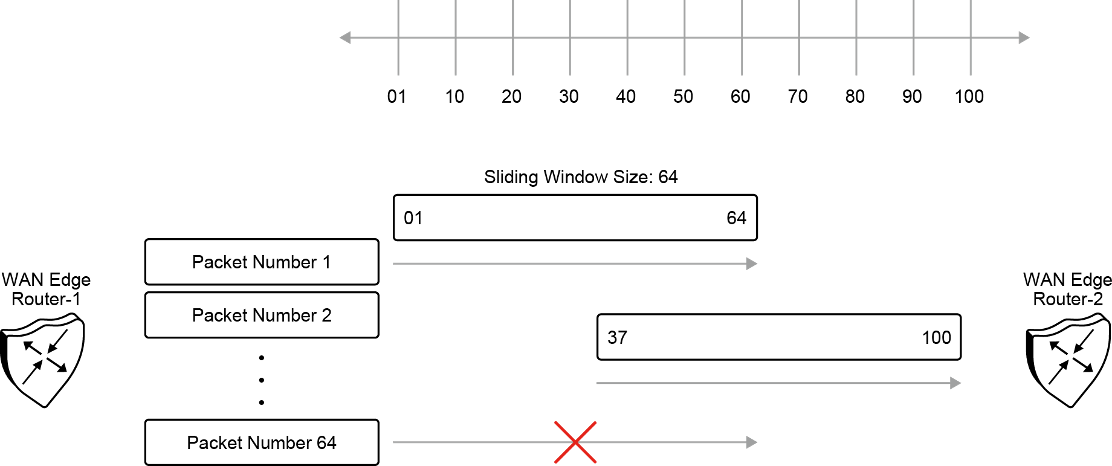 01 10 20 30 40 50 60 70 80 90 100
Sliding Window Size: 64
01 64
Packet Number 1
WAN Edge
Router-1
Packet Number 2
37 100
WAN Edge
Router-2
Packet Number 64